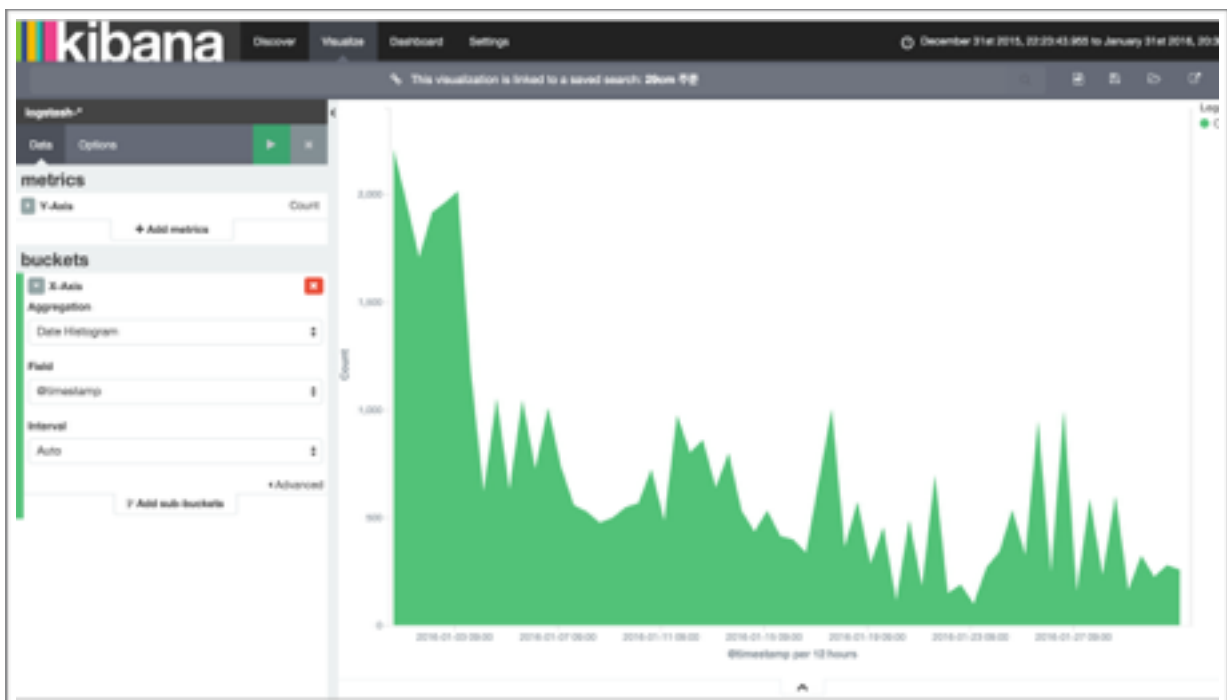 kibana
Discover Visualize Dashboard Settings
December 31st 2015, 22:23:43.965 to January 31st 2016,
This visualization is linked to a saved search: 29cm 주문
logstash-*
Data Options
metrics
Y-Axis Count
+ Add metrics
buckets
X-Axis
Aggregation
Date Histogram
Field
@timestamp
Interval
Auto
Advanced
Add sub-buckets
2,000
1,500
1,000
500
0
Count
2016-01-03 09:00 2016-01-07 09:00 2016-01-11 09:00 2016-01-15 09:00 2016-01-19 09:00 2016-01-23 09:00 2016-01-27 09:00
@timestamp per 12 hours